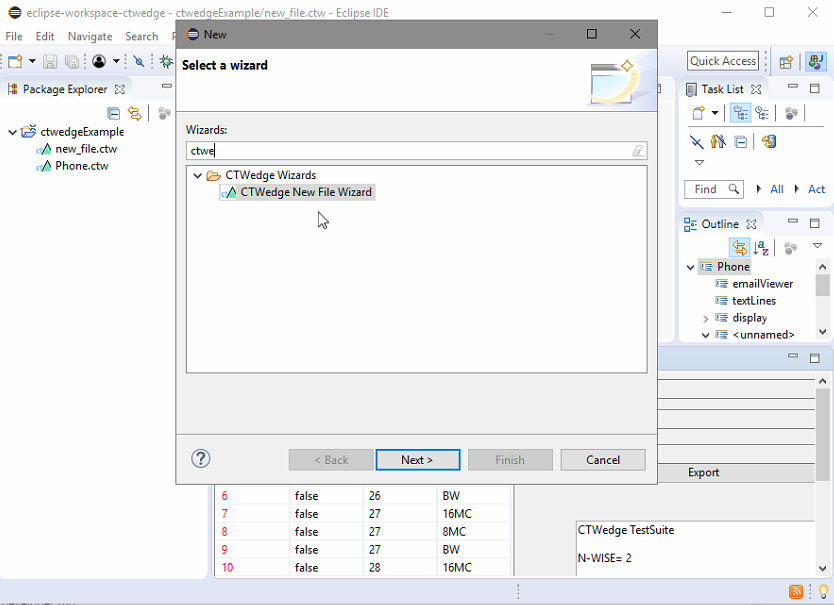 eclipse-workspace-ctwedge - ctwedgeExample/new_file.ctw - Eclipse IDE
File Edit Navigate Search
New
Select a wizard
Wizards:
ctwe
CTWedge Wizards
CTWedge New File Wizard
?
< Back Next > Finish Cancel
Quick Access
Package Explorer
ctwedgeExample
new_file.ctw
Phone.ctw
Task List
Find All Act
Outline
Phone
emailViewer
textLines
display
<unnamed>
Export
6 false 26 BW
7 false 27 16MC
8 false 27 8MC
9 false 27 BW
10 false 28 16MC
CTWedge TestSuite
N-WISE= 2